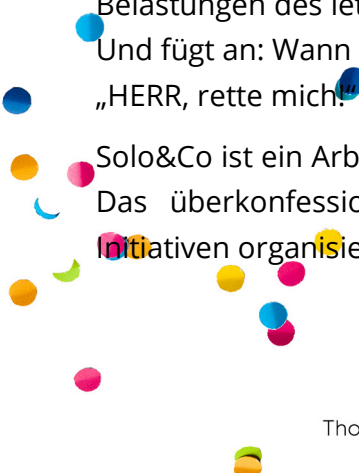 Belastungen des let
Und fügt an: Wann
„HERR, rette mich!“
Solo&Co ist ein Arb
Das überkonfessio
Initiativen organisie
Tho